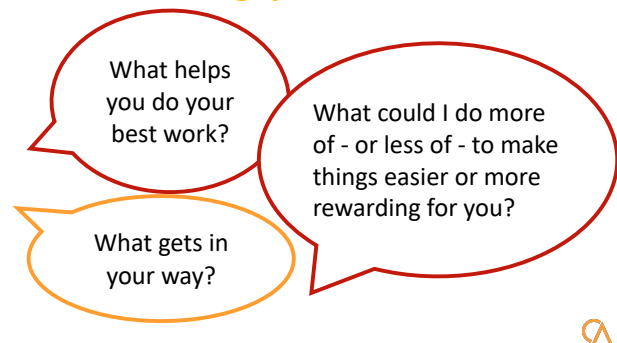 What helps
you do your
best work?
What could I do more
of - or less of - to make
things easier or more
rewarding for you?
What gets in
your way?